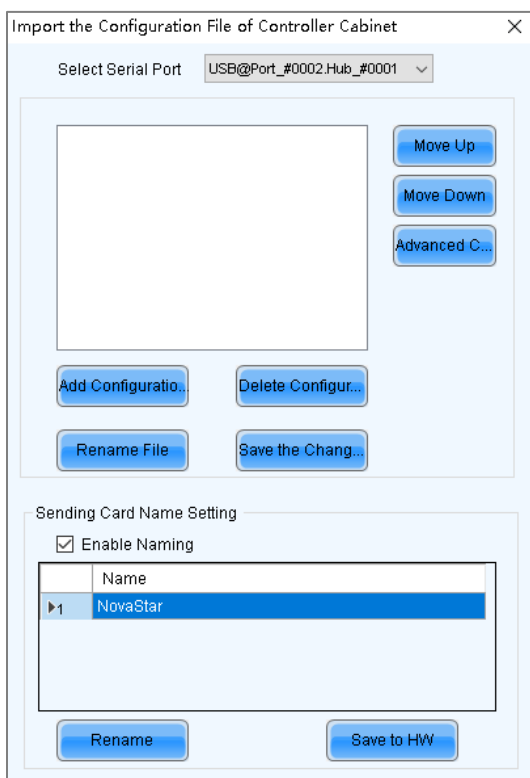 Import the Configuration File of Controller Cabinet
Select Serial Port USB@Port_#0002.Hub_#0001
Move Up
Move Down
Advanced C...
Add Configuratio... Delete Configur...
Rename File Save the Chang...
Sending Card Name Setting
Enable Naming
Name
1 NovaStar
Rename Save to HW